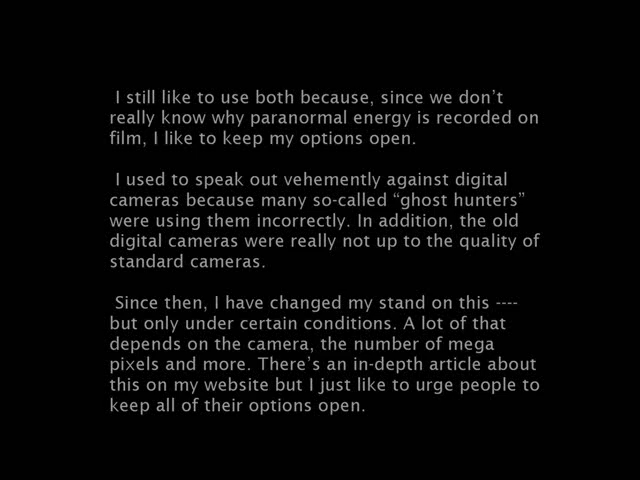 I still like to use both because, since we don’t
really know why paranormal energy is recorded on
film, I like to keep my options open.
I used to speak out vehemently against digital
cameras because many so-called “ghost hunters”
were using them incorrectly. In addition, the old
digital cameras were really not up to the quality of
standard cameras.
Since then, I have changed my stand on this ----
but only under certain conditions. A lot of that
depends on the camera, the number of mega
pixels and more. There’s an in-depth article about
this on my website but I just like to urge people to
keep all of their options open.